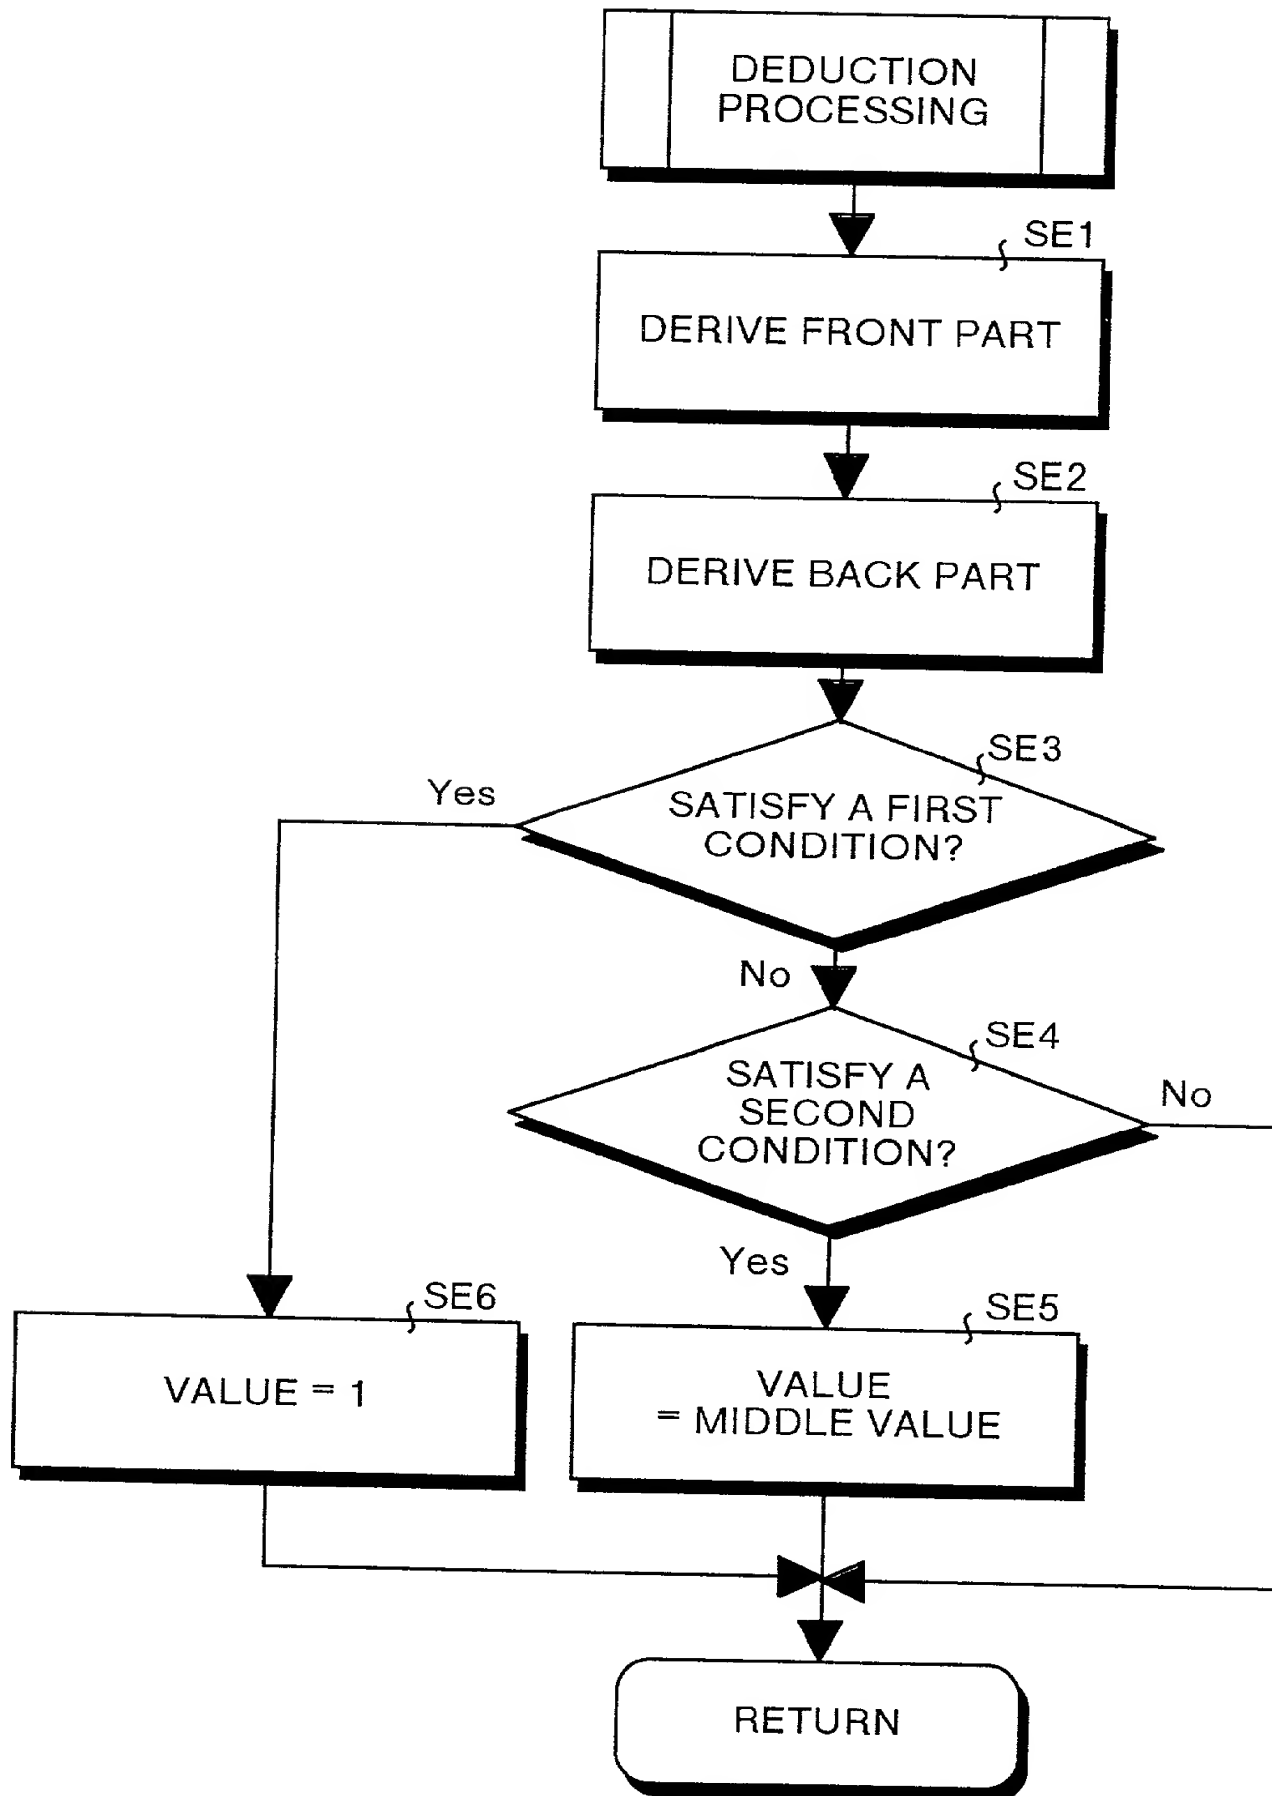 DEDUCTION
PROCESSING
SE1
DERIVE FRONT PART
SE2
DERIVE BACK PART
SE3
Yes
SATISFY A FIRST
CONDITION?
No
SE4
SATISFY A
SECOND
CONDITION?
No
Yes
SE6
VALUE = 1
SE5
VALUE
= MIDDLE VALUE
RETURN